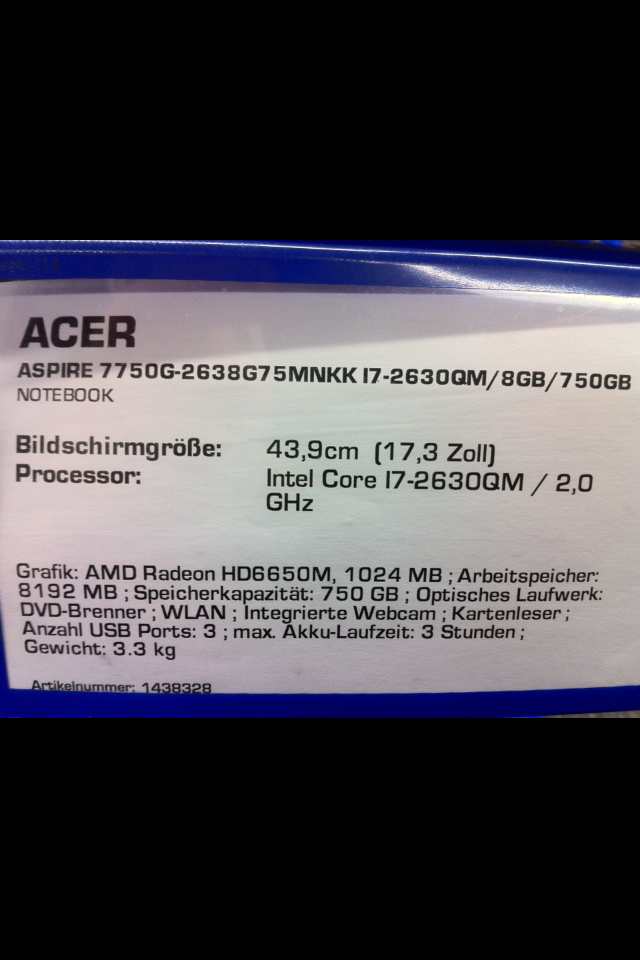 ACER
ASPIRE 7750G-2638G75MNKK I7-2630QM/8GB/750GB
NOTEBOOK
Bildschirmgröße: 43,9cm (17,3 Zoll)
Processor: Intel Core I7-2630QM / 2,0
GHz
Grafik: AMD Radeon HD6650M, 1024 MB ; Arbeitspeicher:
8192 MB ; Speicherkapazität: 750 GB ; Optisches Laufwerk:
DVD-Brenner ; WLAN ; Integrierte Webcam ; Kartenleser ;
Anzahl USB Ports: 3 ; max. Akku-Laufzeit: 3 Stunden ;
Gewicht: 3.3 kg
Artikelnummer: 1438328